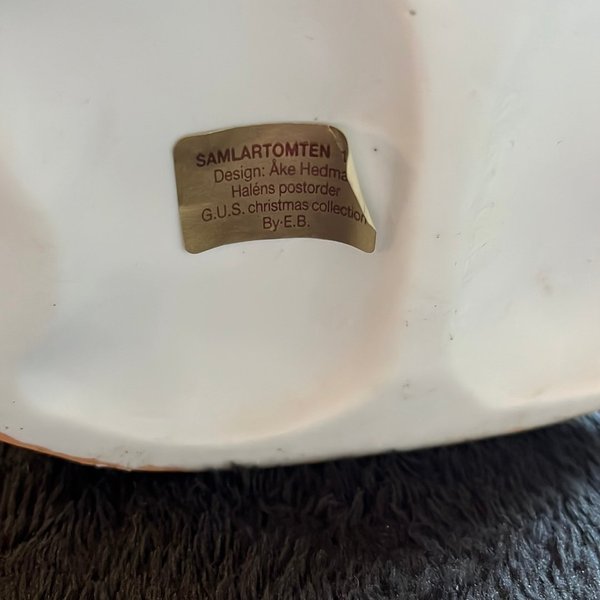 SAMLARTOMTEN
Design: Åke Hedma
Haléns postorder
G.U.S. christmas collection
By E.B.